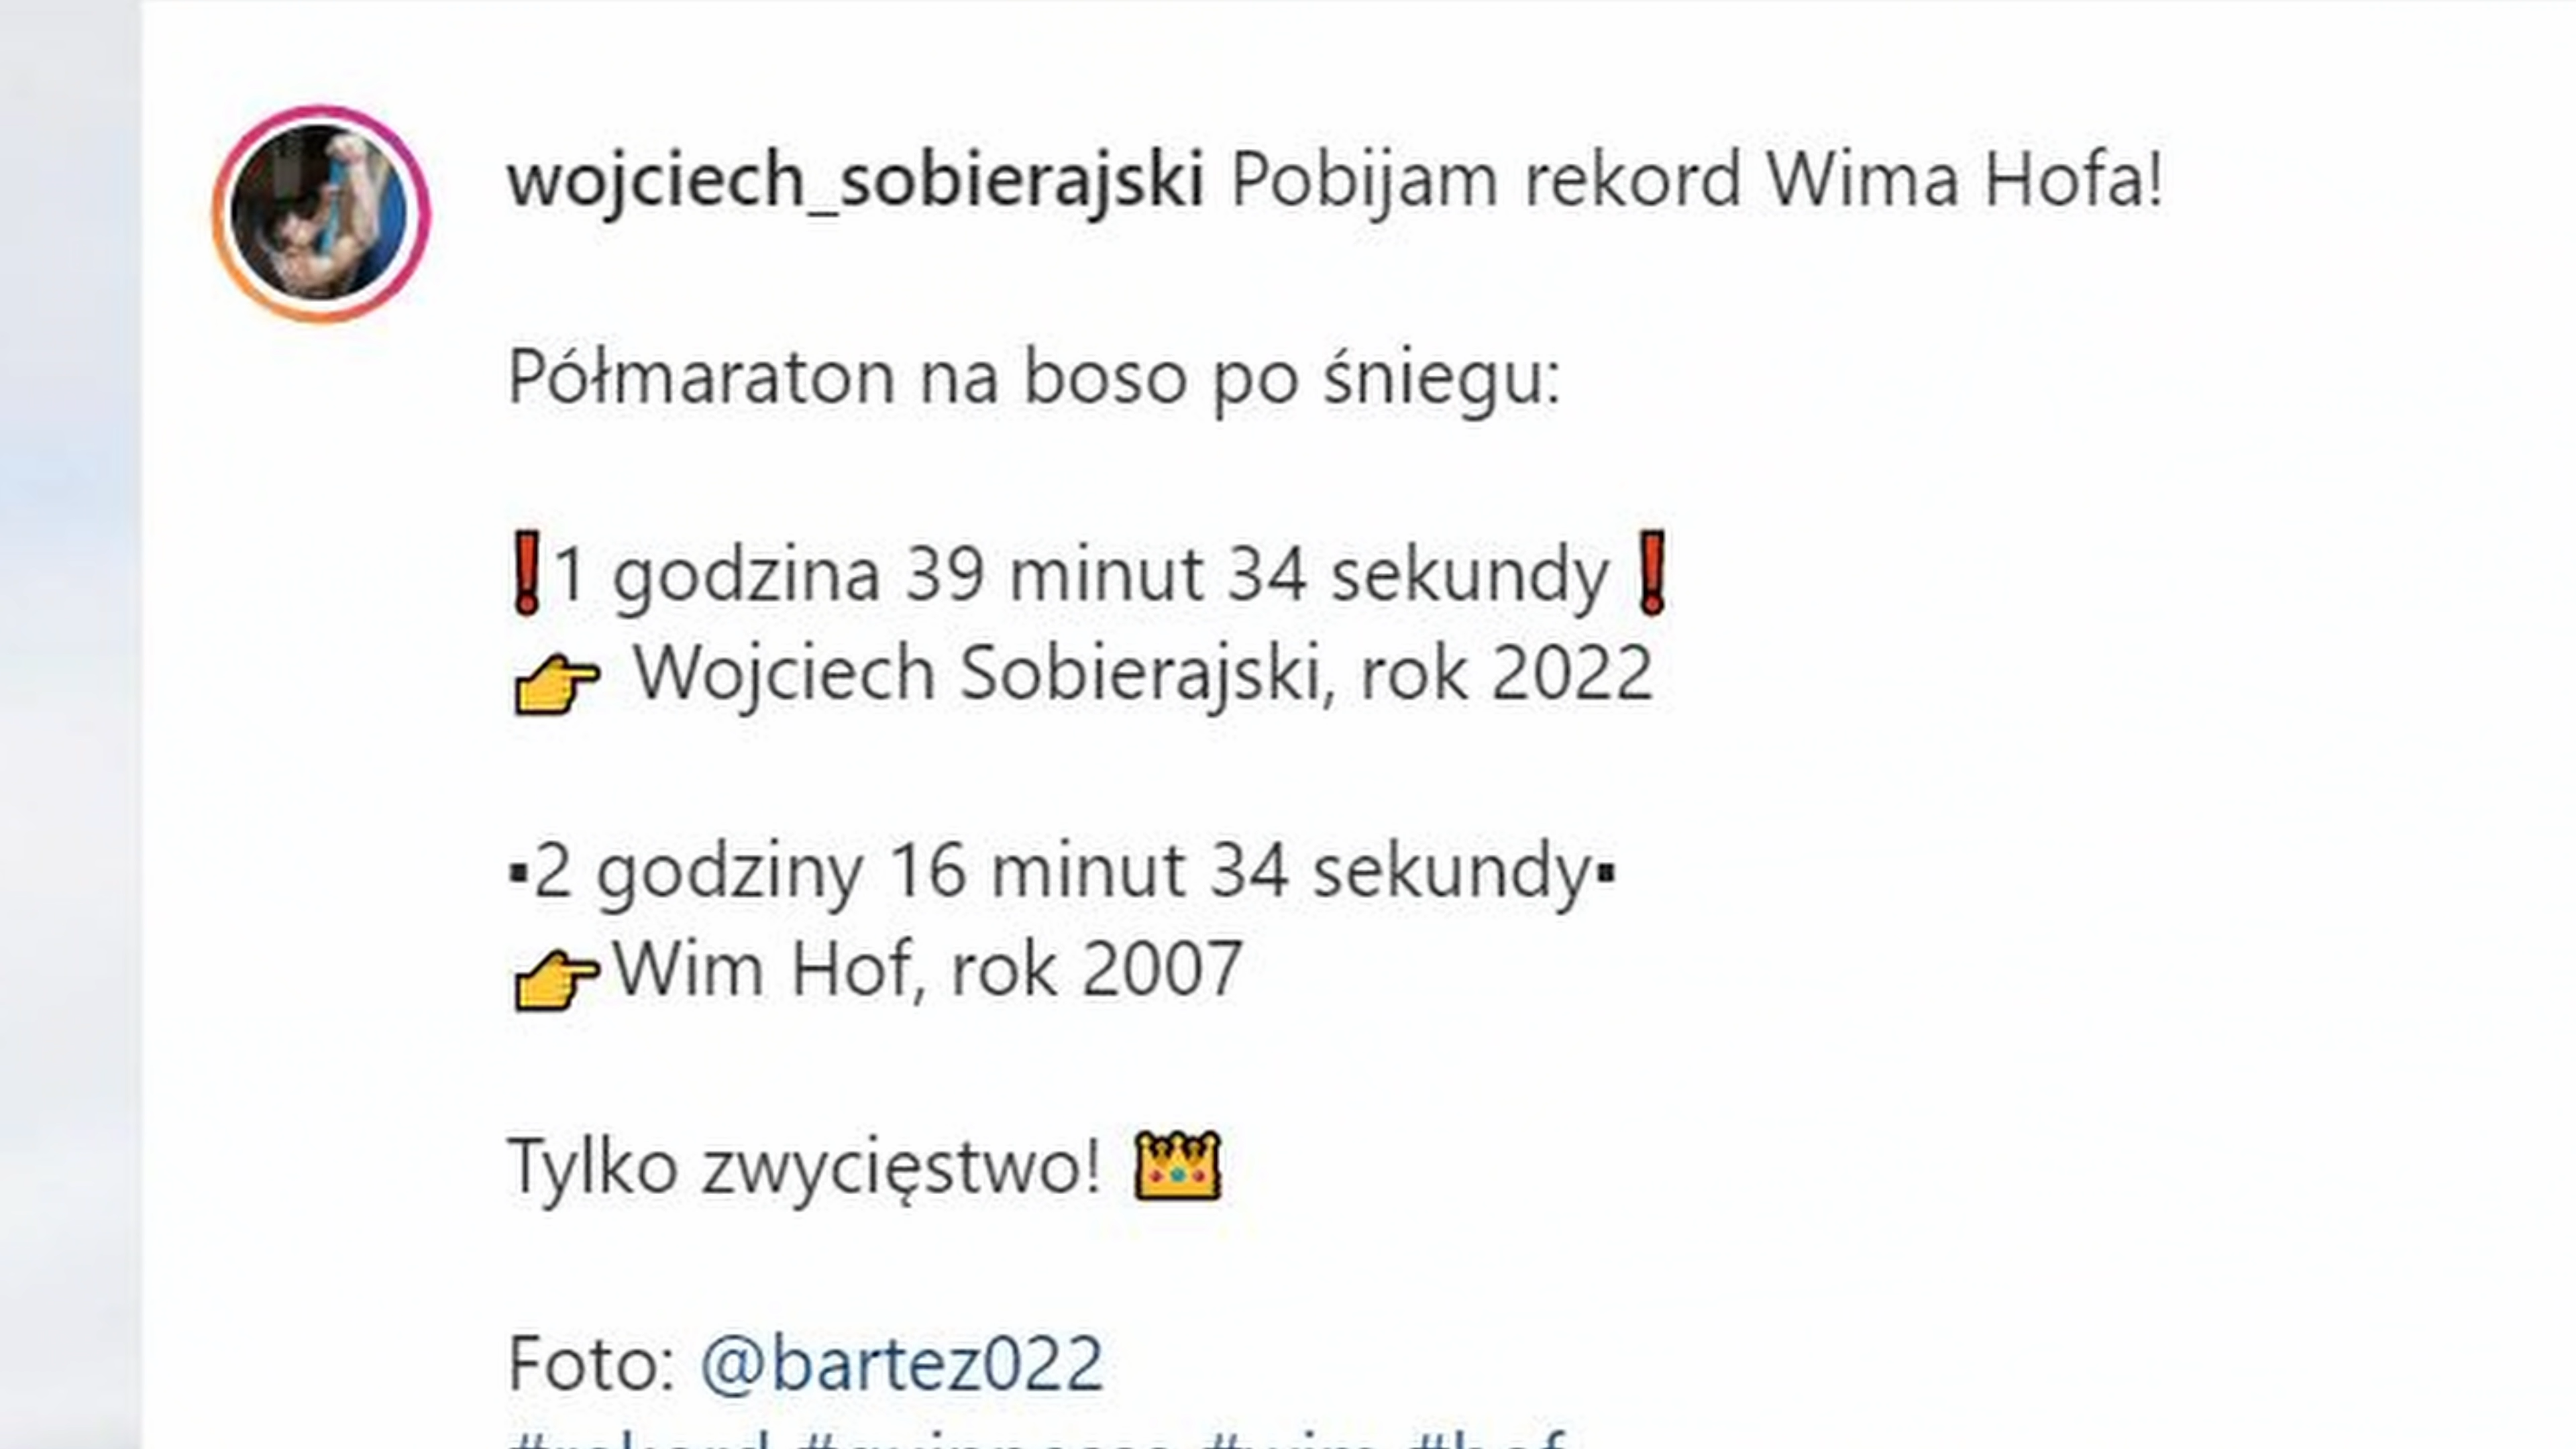 wojciech_sobierajski Pobijam rekord Wima Hofa!
Półmaraton na boso po śniegu:
❗1 godzina 39 minut 34 sekundy❗
👉 Wojciech Sobierajski, rok 2022
▪2 godziny 16 minut 34 sekundy▪
👉Wim Hof, rok 2007
Tylko zwycięstwo! 👑
Foto: @bartez022